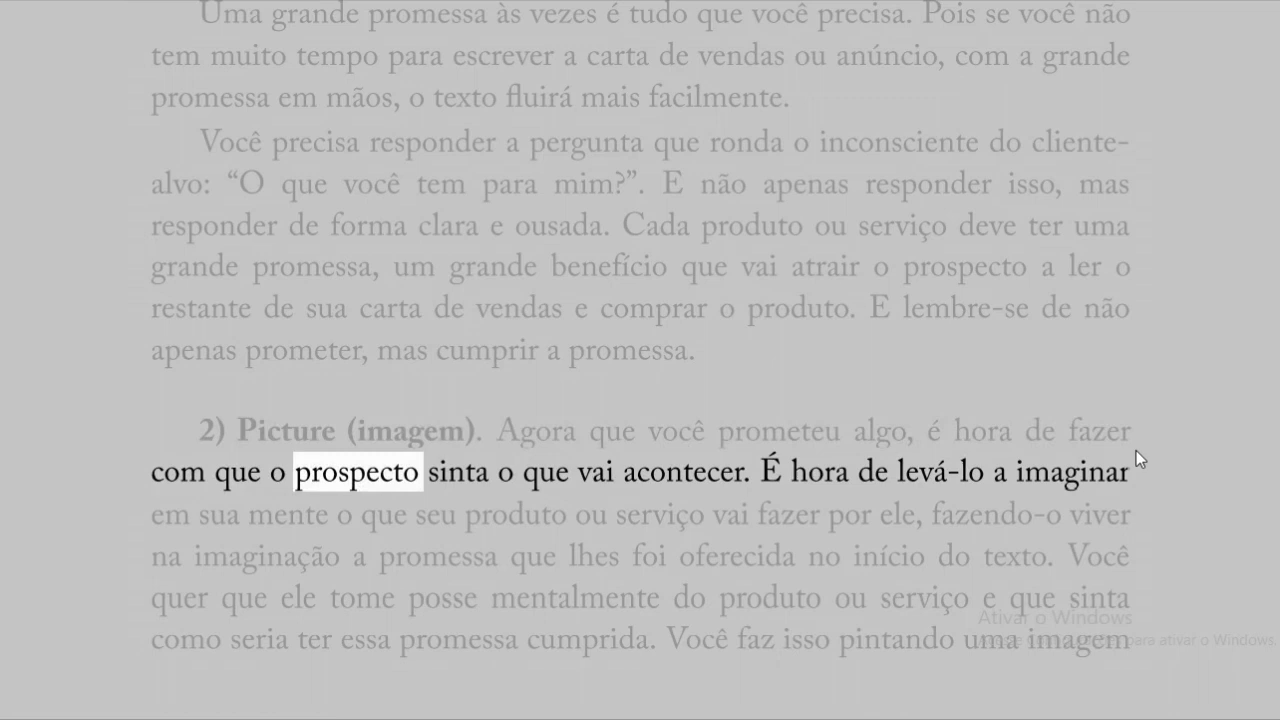 Uma grande promessa às vezes é tudo que você precisa. Pois se você não
tem muito tempo para escrever a carta de vendas ou anúncio, com a grande
promessa em mãos, o texto fluirá mais facilmente.
Você precisa responder a pergunta que ronda o inconsciente do cliente-
alvo: “O que você tem para mim?”. E não apenas responder isso, mas
responder de forma clara e ousada. Cada produto ou serviço deve ter uma
grande promessa, um grande benefício que vai atrair o prospecto a ler o
restante de sua carta de vendas e comprar o produto. E lembre-se de não
apenas prometer, mas cumprir a promessa.
2) Picture (imagem). Agora que você prometeu algo, é hora de fazer
com que o prospecto sinta o que vai acontecer. É hora de levá-lo a imaginar
em sua mente o que seu produto ou serviço vai fazer por ele, fazendo-o viver
na imaginação a promessa que lhes foi oferecida no início do texto. Você
quer que ele tome posse mentalmente do produto ou serviço e que sinta
como seria ter essa promessa cumprida. Você faz isso pintando uma imagem
Ativar o Windows
para ativar o Windows.